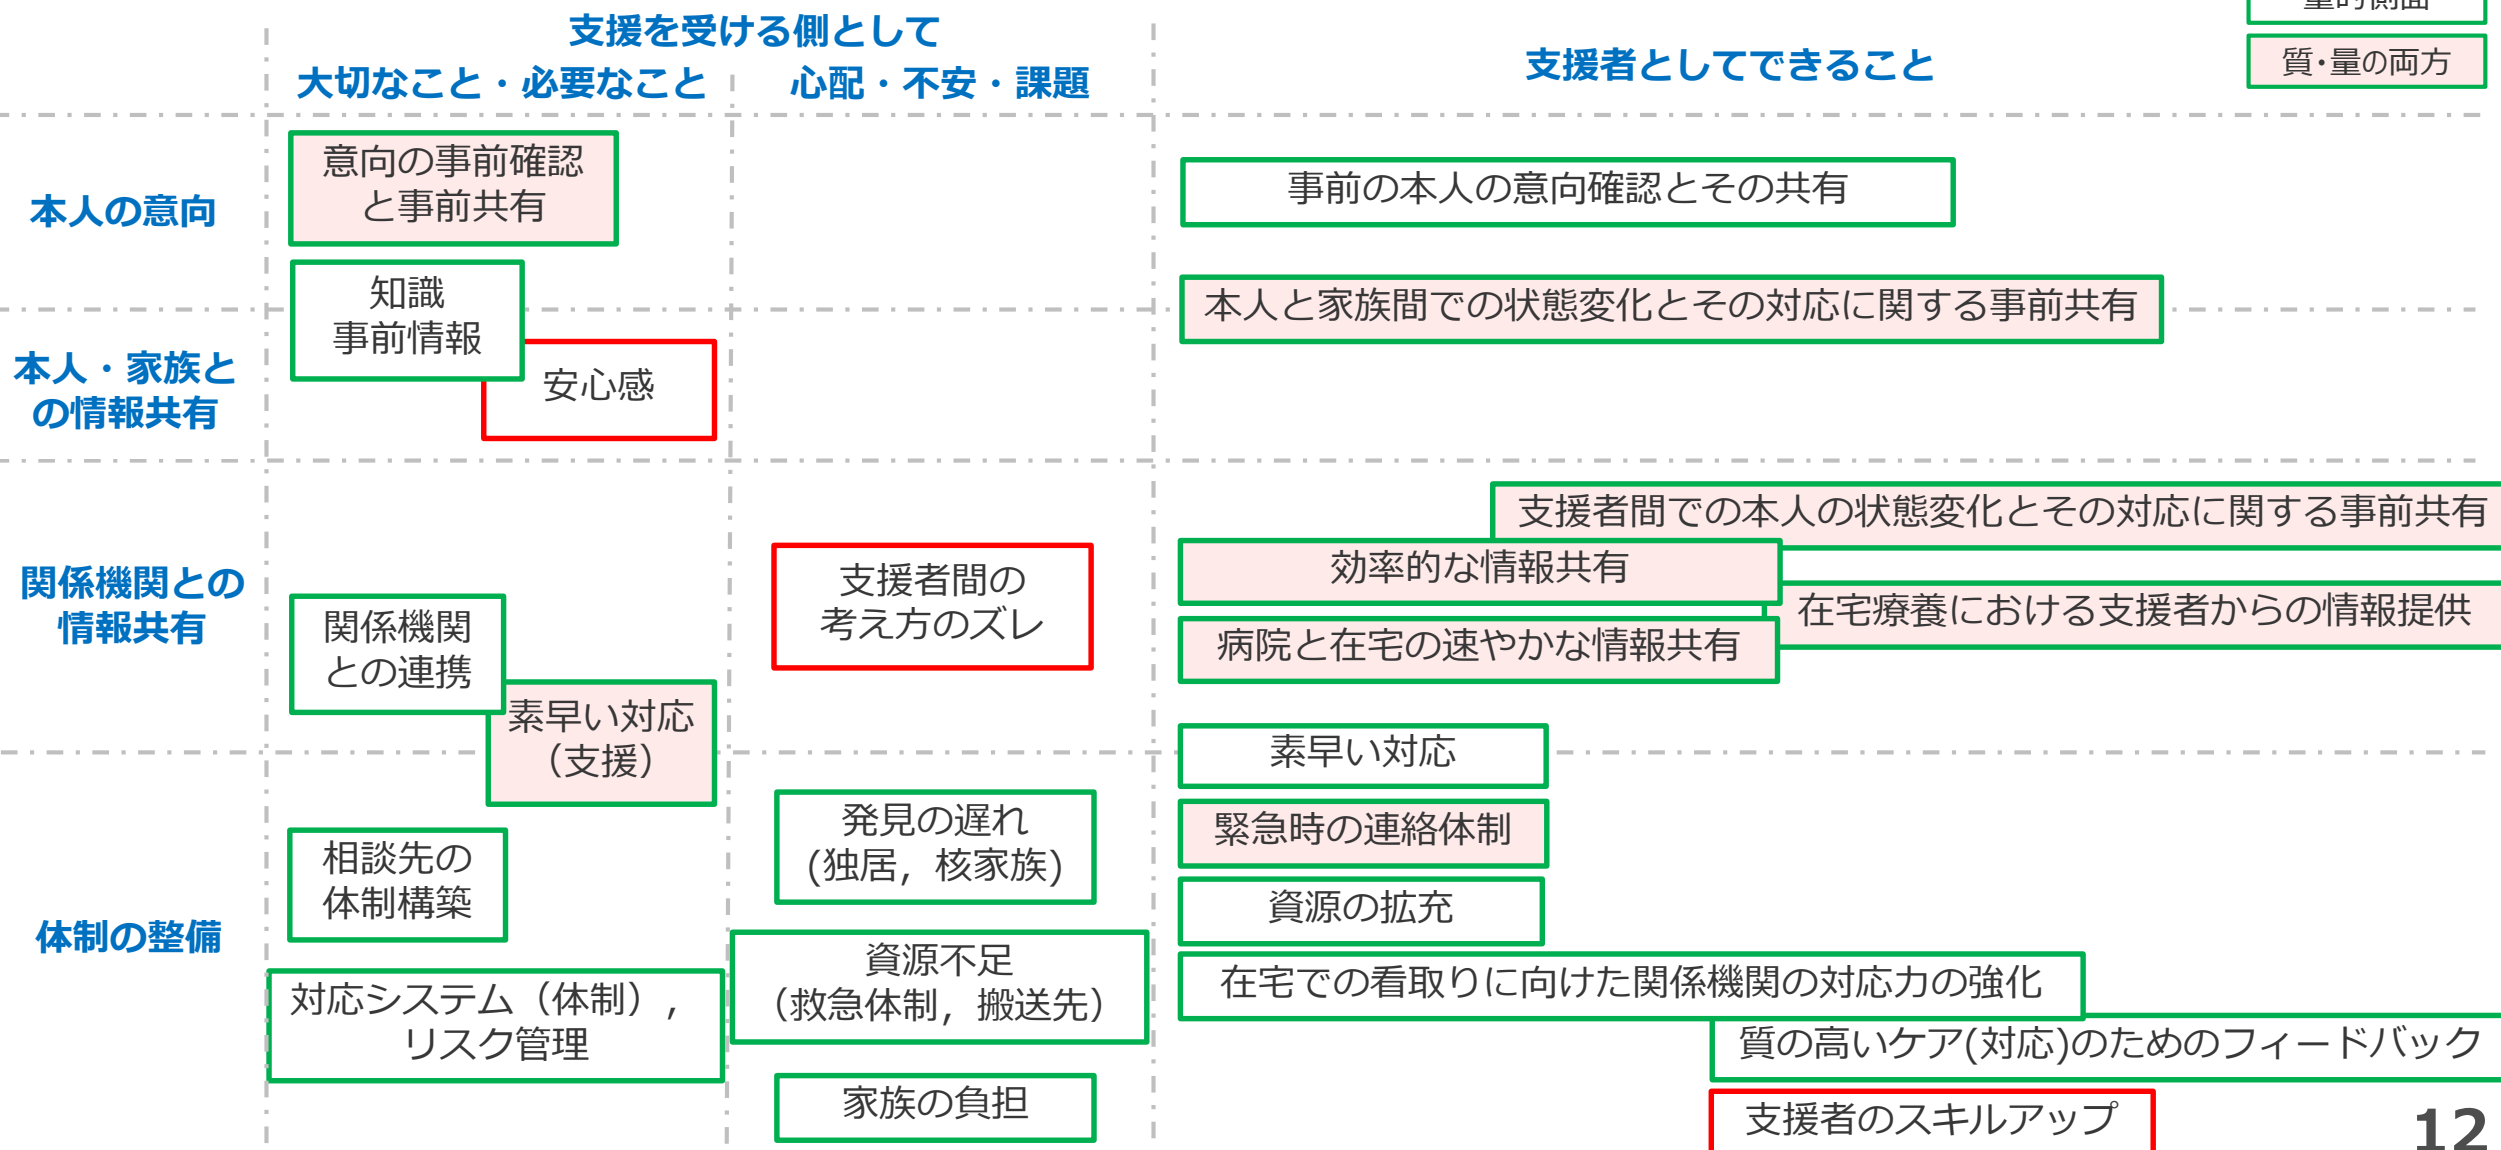 量的側面
質・量の両方
支援を受ける側として
大切なこと・必要なこと
心配・不安・課題
支援者としてできること
本人の意向
意向の事前確認
と事前共有
事前の本人の意向確認とその共有
本人・家族と
の情報共有
知識
事前情報
安心感
本人と家族間での状態変化とその対応に関する事前共有
関係機関との
情報共有
関係機関
との連携
素早い対応
（支援）
支援者間の
考え方のズレ
支援者間での本人の状態変化とその対応に関する事前共有
効率的な情報共有
在宅療養における支援者からの情報提供
病院と在宅の速やかな情報共有
素早い対応
体制の整備
相談先の
体制構築
対応システム（体制）,
リスク管理
発見の遅れ
(独居, 核家族)
資源不足
（救急体制, 搬送先）
家族の負担
緊急時の連絡体制
資源の拡充
在宅での看取りに向けた関係機関の対応力の強化
質の高いケア(対応)のためのフィードバック
支援者のスキルアップ
12